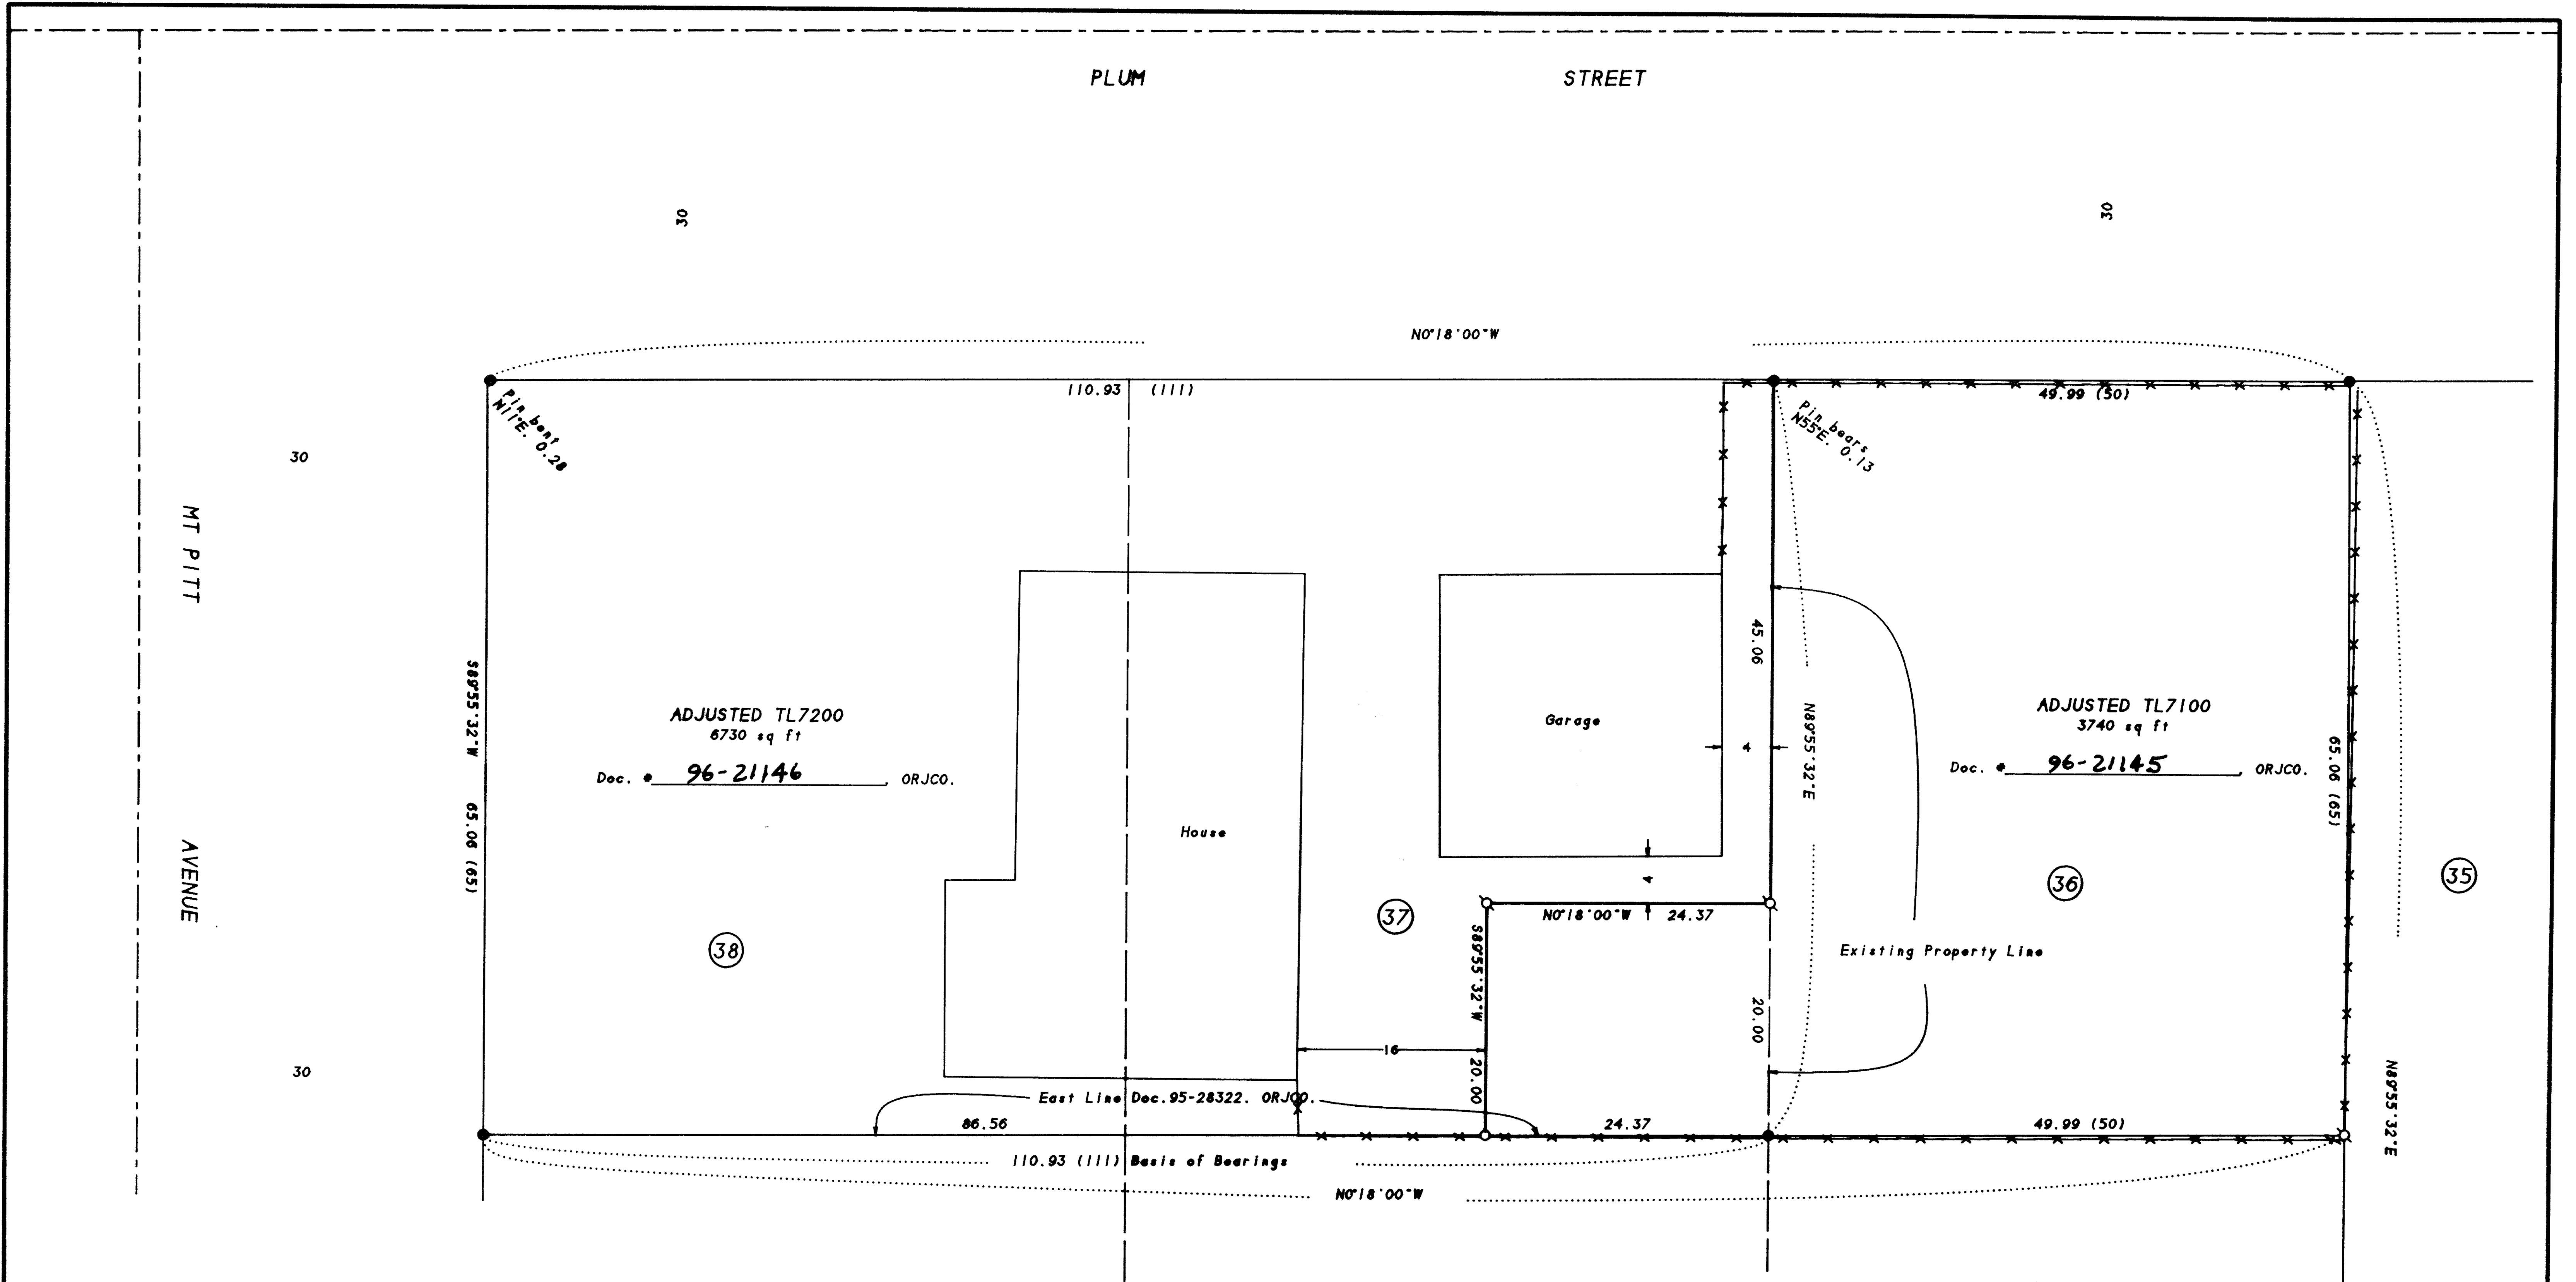 PLUM STREET
30
30
N0°18'00"W
110.93 (111)
49.99 (50)
Pin bent
N11°E. 0.28
Pin bears
N55°E. 0.13
30
MT PITT
AVENUE
30
S89°55'32"W 65.06 (65)
ADJUSTED TL7200
6730 sq ft
Doc. # 96-21146, ORJCO.
38
House
37
Garage
4
4
45.06
N89°55'32"E
N0°18'00"W 24.37
S89°55'32"W 20.00
20.00
16
ADJUSTED TL7100
3740 sq ft
Doc. # 96-21145, ORJCO.
65.06 (65)
36
35
Existing Property Line
N89°55'32"E
East Line Doc.95-28322. ORJCO.
86.56
24.37
49.99 (50)
110.93 (111) Basis of Bearings
N0°18'00"W